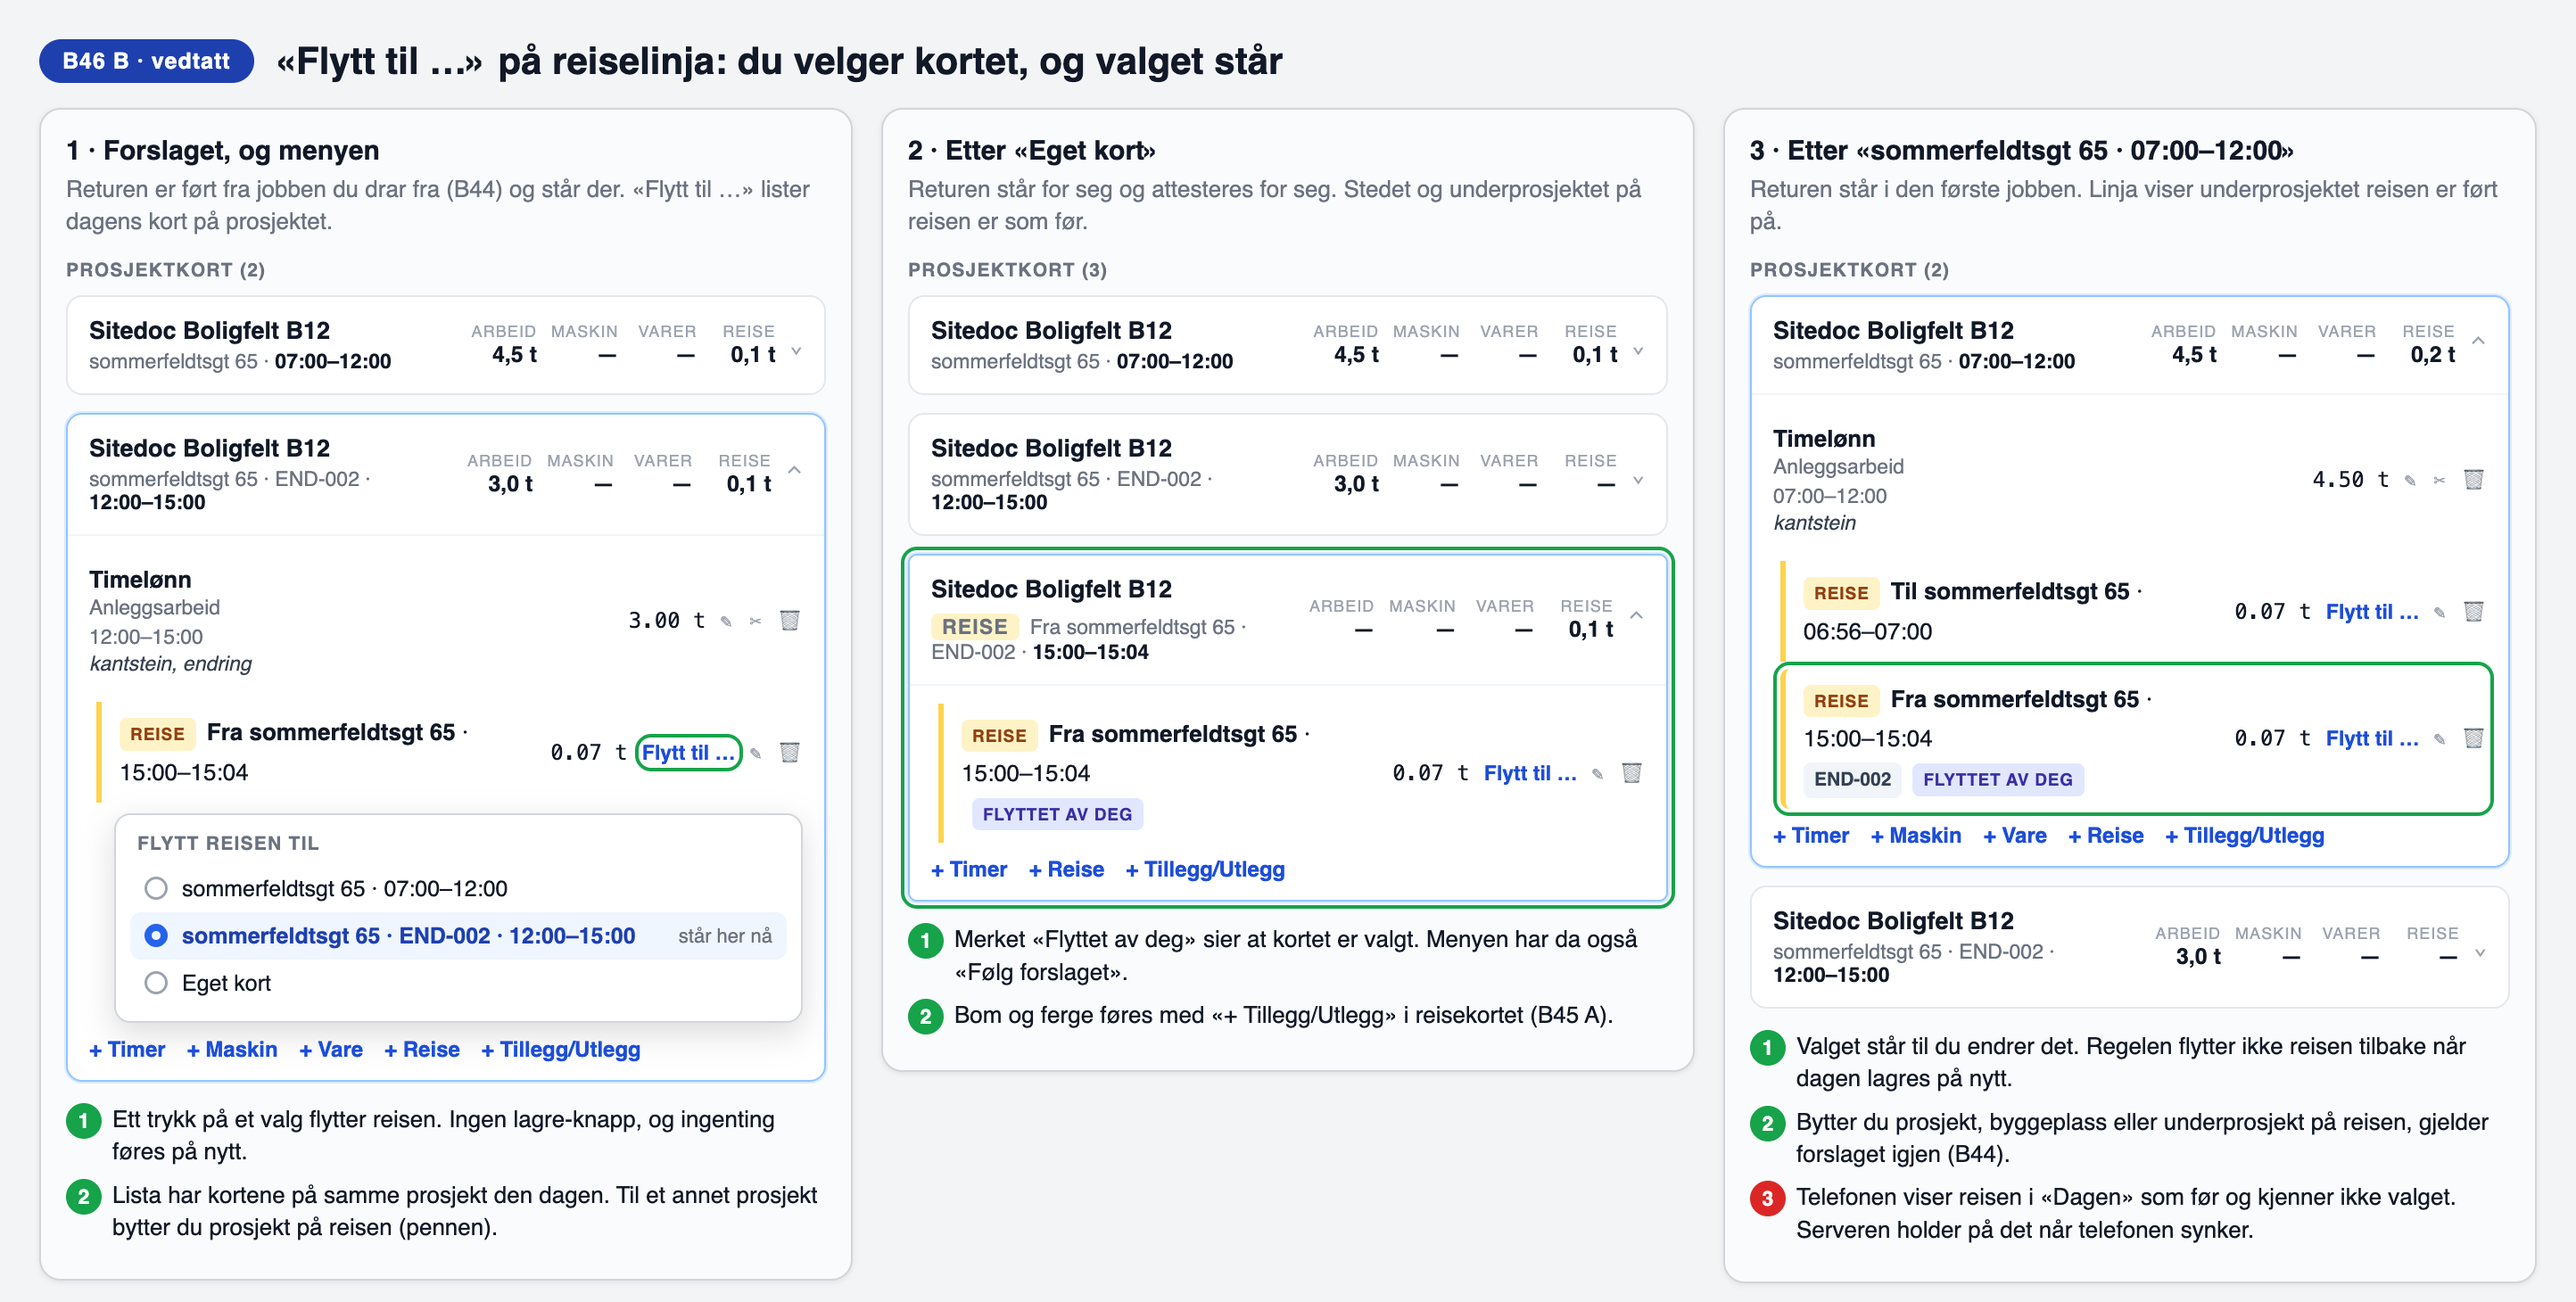 B46 B · vedtatt
«Flytt til …» på reiselinja: du velger kortet, og valget står
1 · Forslaget, og menyen
Returen er ført fra jobben du drar fra (B44) og står der. «Flytt til …» lister
dagens kort på prosjektet.
PROSJEKTKORT (2)
Sitedoc Boligfelt B12
sommerfeldtsgt 65 · 07:00–12:00
ARBEID MASKIN VARER REISE
4,5 t — — 0,1 t
Sitedoc Boligfelt B12
sommerfeldtsgt 65 · END-002 ·
12:00–15:00
ARBEID MASKIN VARER REISE
3,0 t — — 0,1 t
Timelønn
Anleggsarbeid
12:00–15:00
kantstein, endring
3.00 t
REISE Fra sommerfeldtsgt 65 ·
15:00–15:04
0.07 t Flytt til …
FLYTT REISEN TIL
sommerfeldtsgt 65 · 07:00–12:00
sommerfeldtsgt 65 · END-002 · 12:00–15:00 står her nå
Eget kort
+ Timer + Maskin + Vare + Reise + Tillegg/Utlegg
1 Ett trykk på et valg flytter reisen. Ingen lagre-knapp, og ingenting
føres på nytt.
2 Lista har kortene på samme prosjekt den dagen. Til et annet prosjekt
bytter du prosjekt på reisen (pennen).
2 · Etter «Eget kort»
Returen står for seg og attesteres for seg. Stedet og underprosjektet på
reisen er som før.
PROSJEKTKORT (3)
Sitedoc Boligfelt B12
sommerfeldtsgt 65 · 07:00–12:00
ARBEID MASKIN VARER REISE
4,5 t — — 0,1 t
Sitedoc Boligfelt B12
sommerfeldtsgt 65 · END-002 ·
12:00–15:00
ARBEID MASKIN VARER REISE
3,0 t — — —
Sitedoc Boligfelt B12
REISE Fra sommerfeldtsgt 65 ·
END-002 · 15:00–15:04
ARBEID MASKIN VARER REISE
— — — 0,1 t
REISE Fra sommerfeldtsgt 65 ·
15:00–15:04
0.07 t Flytt til …
FLYTTET AV DEG
+ Timer + Reise + Tillegg/Utlegg
1 Merket «Flyttet av deg» sier at kortet er valgt. Menyen har da også
«Følg forslaget».
2 Bom og ferge føres med «+ Tillegg/Utlegg» i reisekortet (B45 A).
3 · Etter «sommerfeldtsgt 65 · 07:00–12:00»
Returen står i den første jobben. Linja viser underprosjektet reisen er ført
på.
PROSJEKTKORT (2)
Sitedoc Boligfelt B12
sommerfeldtsgt 65 · 07:00–12:00
ARBEID MASKIN VARER REISE
4,5 t — — 0,2 t
Timelønn
Anleggsarbeid
07:00–12:00
kantstein
4.50 t
REISE Til sommerfeldtsgt 65 ·
06:56–07:00
0.07 t Flytt til …
REISE Fra sommerfeldtsgt 65 ·
15:00–15:04
0.07 t Flytt til …
END-002 FLYTTET AV DEG
+ Timer + Maskin + Vare + Reise + Tillegg/Utlegg
Sitedoc Boligfelt B12
sommerfeldtsgt 65 · END-002 ·
12:00–15:00
ARBEID MASKIN VARER REISE
3,0 t — — —
1 Valget står til du endrer det. Regelen flytter ikke reisen tilbake når
dagen lagres på nytt.
2 Bytter du prosjekt, byggeplass eller underprosjekt på reisen, gjelder
forslaget igjen (B44).
3 Telefonen viser reisen i «Dagen» som før og kjenner ikke valget.
Serveren holder på det når telefonen synker.